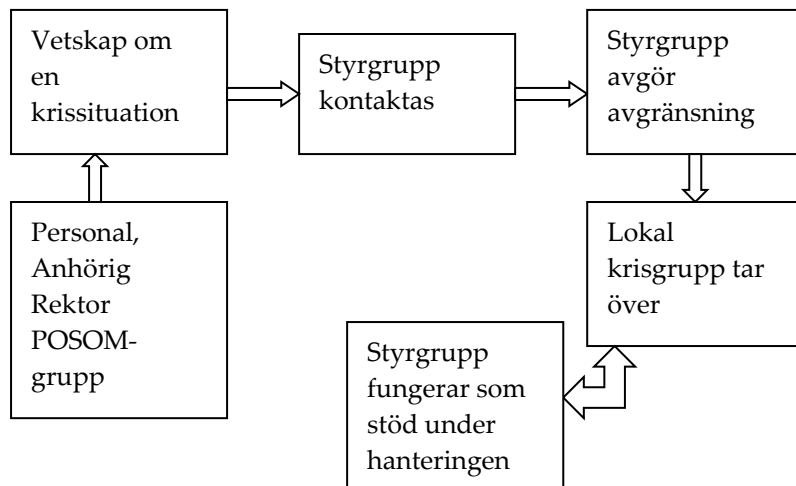 Vetskap om
en
krissituation
Styrgrupp
kontaktas
Styrgrupp
avgör
avgränsning
Personal,
Anhörig
Rektor
POSOM-
grupp
Lokal
krisgrupp tar
över
Styrgrupp
fungerar som
stöd under
hanteringen